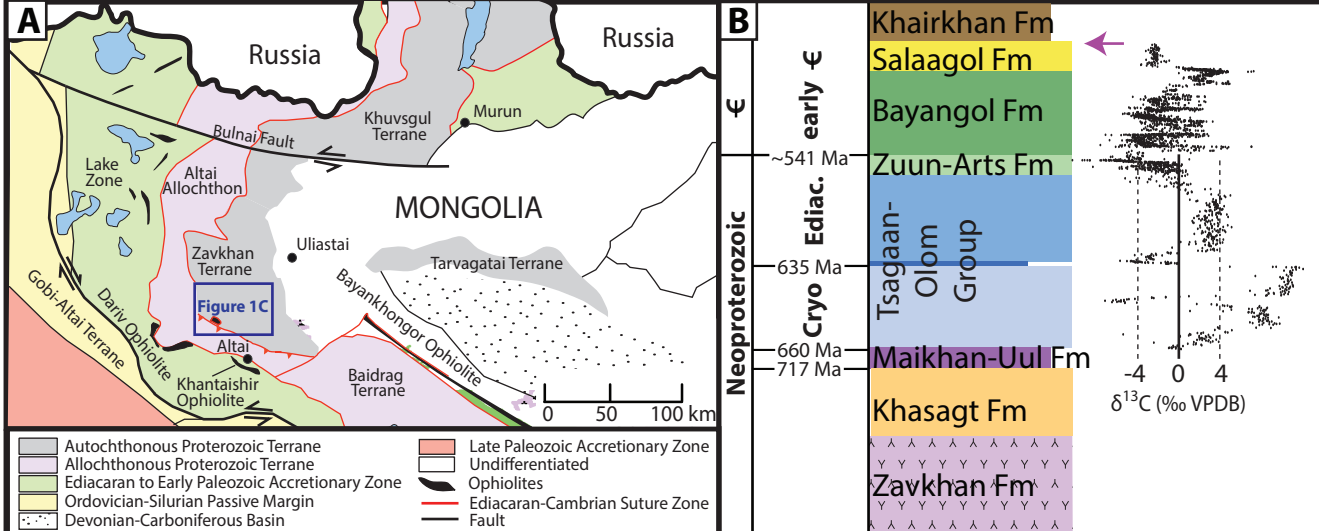 A
Russia
Russia
Khuvsgul
Terrane
Murun
Bulnai Fault
Lake
Zone
Altai
Allochthon
MONGOLIA
Zavkhan
Terrane
Uliastai
Tarvagatai Terrane
Figure 1C
Gobi-Altai Terrane
Dariv Ophiolite
Bayankhongor Ophiolite
Altai
Khantaishir
Ophiolite
Baidrag
Terrane
0 50 100 km
Autochthonous Proterozoic Terrane
Allochthonous Proterozoic Terrane
Ediacaran to Early Paleozoic Accretionary Zone
Ordovician-Silurian Passive Margin
Devonian-Carboniferous Basin
Late Paleozoic Accretionary Zone
Undifferentiated
Ophiolites
Ediacaran-Cambrian Suture Zone
Fault
B
Neoproterozoic
Є
Cryo
Ediac.
early Є
~541 Ma
635 Ma
660 Ma
717 Ma
Khairkhan Fm
Salaagol Fm
Bayangol Fm
Zuun-Arts Fm
Tsagaan-
Olom
Group
Maikhan-Uul Fm
Khasagt Fm
Zavkhan Fm
-4 0 4
δ¹³C (‰ VPDB)